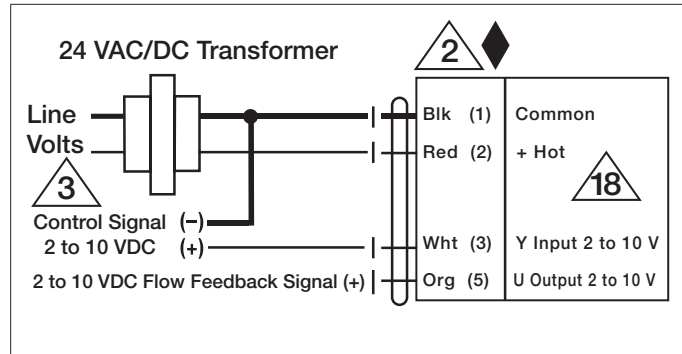 24 VAC/DC Transformer
2
Line
Volts
3
Blk (1) Common
Red (2) + Hot
18
Control Signal (−)
2 to 10 VDC (+)
Wht (3) Y Input 2 to 10 V
2 to 10 VDC Flow Feedback Signal (+)
Org (5) U Output 2 to 10 V